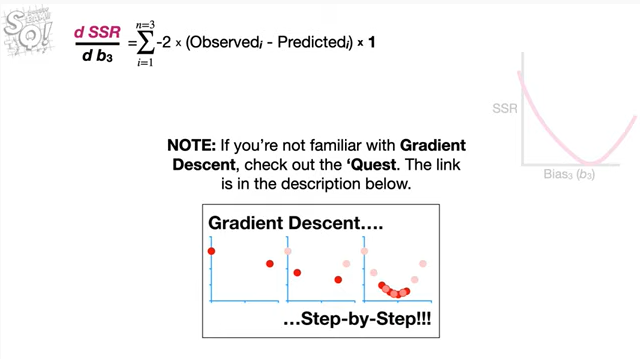 SQ!
d SSR
d b₃
n=3
= ∑ -2 × (Observedᵢ - Predictedᵢ) × 1
i=1
SSR
Bias₃ (b₃)
NOTE: If you're not familiar with Gradient
Descent, check out the ‘Quest. The link
is in the description below.
Gradient Descent....
...Step-by-Step!!!